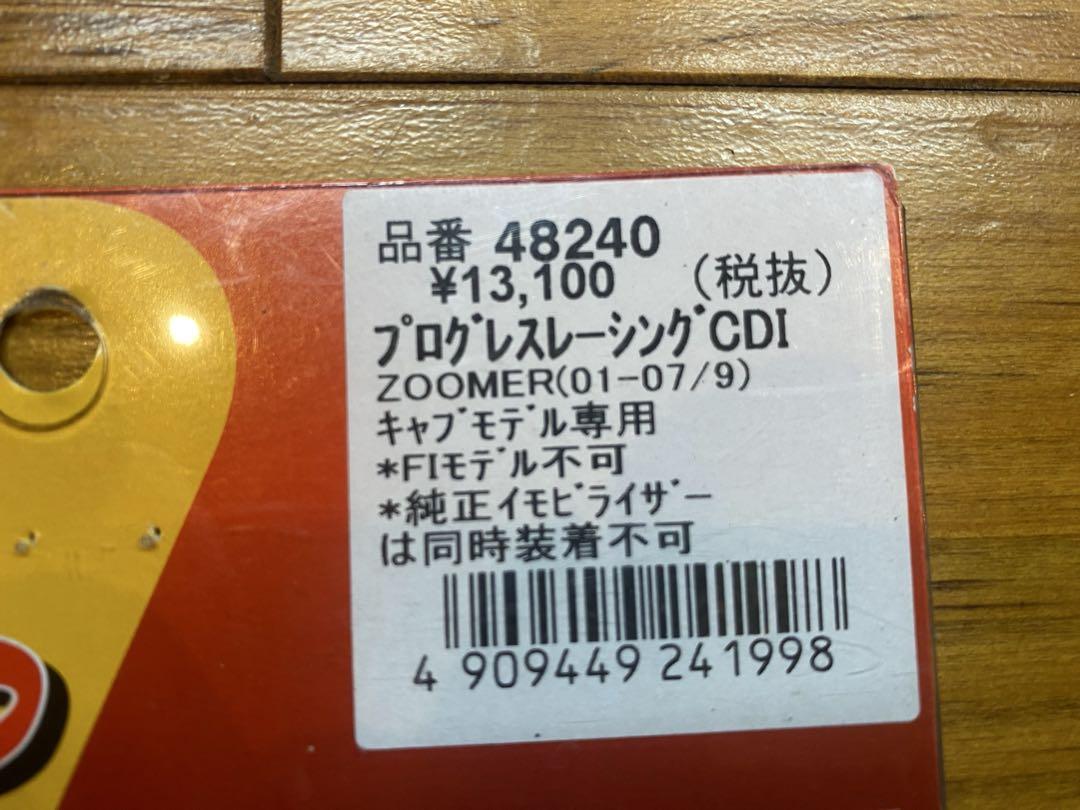 品番 48240
¥13,100 (税抜)
プログレスレーシングCDI
ZOOMER(01-07/9)
キャブモデル専用
*FIモデル不可
*純正イモビライザー
は同時装着不可
4 909449 241998